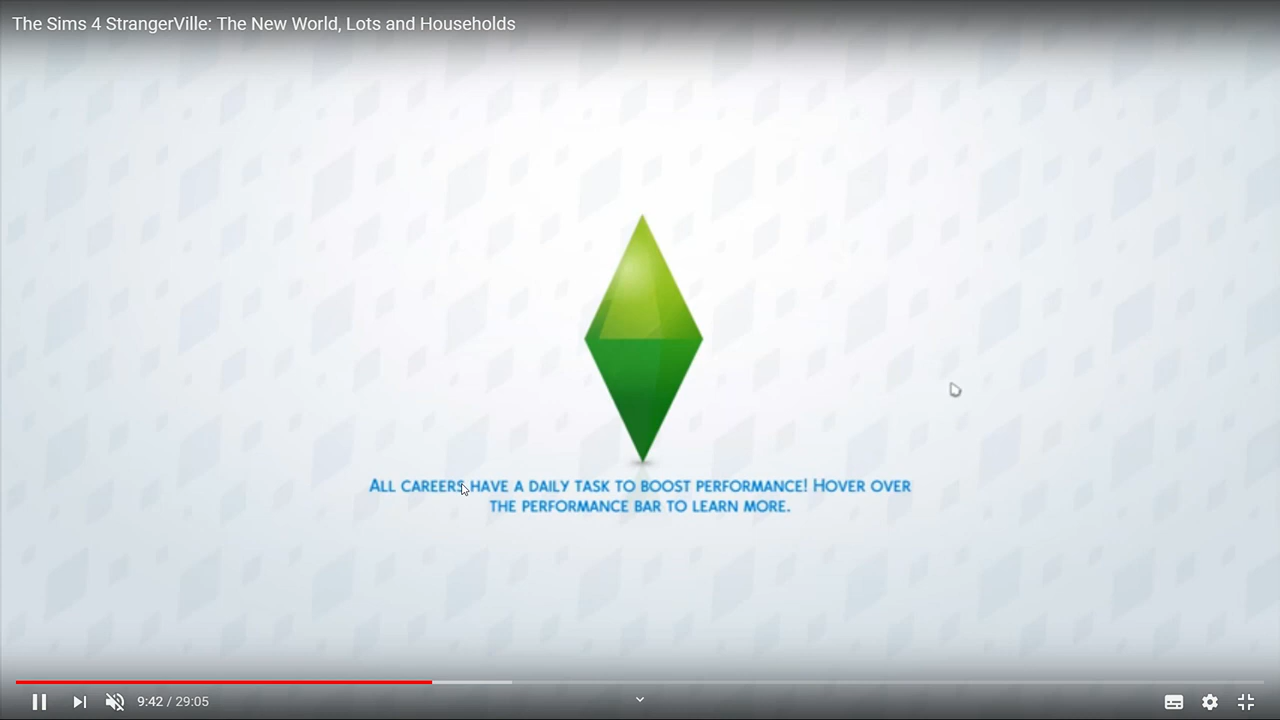 The Sims 4 StrangerVille: The New World, Lots and Households
ALL CAREERS HAVE A DAILY TASK TO BOOST PERFORMANCE! HOVER OVER
THE PERFORMANCE BAR TO LEARN MORE.
9:42 / 29:05